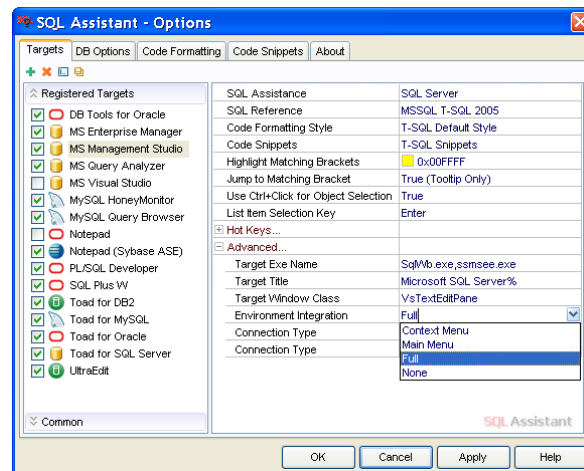 SQL Assistant - Options
Targets DB Options Code Formatting Code Snippets About
Registered Targets
DB Tools for Oracle
MS Enterprise Manager
MS Management Studio
MS Query Analyzer
MS Visual Studio
MySQL HoneyMonitor
MySQL Query Browser
Notepad
Notepad (Sybase ASE)
PL/SQL Developer
SQL Plus W
Toad for DB2
Toad for MySQL
Toad for Oracle
Toad for SQL Server
UltraEdit
Common
SQL Assistance SQL Server
SQL Reference MSSQL T-SQL 2005
Code Formatting Style T-SQL Default Style
Code Snippets T-SQL Snippets
Highlight Matching Brackets 0x00FFFF
Jump to Matching Bracket True (Tooltip Only)
Use Ctrl+Click for Object Selection True
List Item Selection Key Enter
Hot Keys...
Advanced...
Target Exe Name SqlWb.exe,ssmsee.exe
Target Title Microsoft SQL Server%
Target Window Class VsTextEditPane
Environment Integration Full
Connection Type
Connection Type
Context Menu
Main Menu
Full
None
SQL Assistant
OK Cancel Apply Help